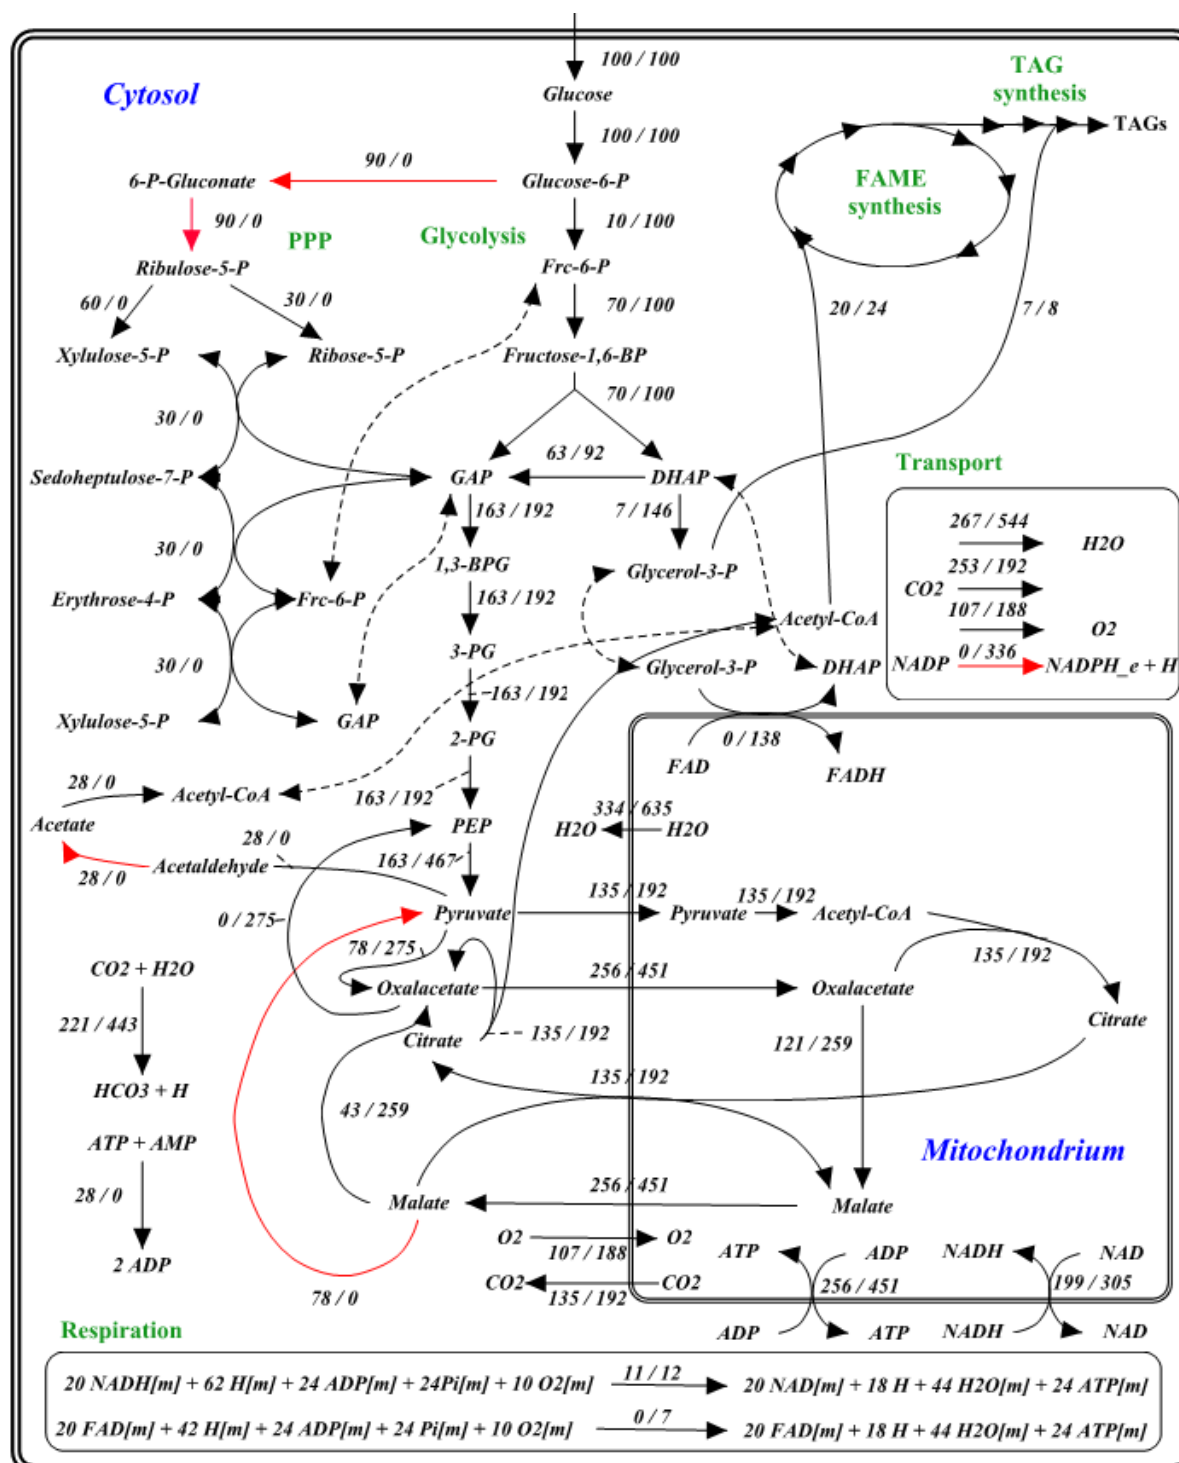 100 / 100
Cytosol
Glucose
TAG
synthesis
TAGs
100 / 100
90 / 0
6-P-Gluconate
Glucose-6-P
FAME
synthesis
90 / 0
PPP
Glycolysis
10 / 100
Ribulose-5-P
Frc-6-P
60 / 0
30 / 0
70 / 100
20 / 24
7 / 8
Xylulose-5-P
Ribose-5-P
Fructose-1,6-BP
70 / 100
30 / 0
63 / 92
Transport
Sedoheptulose-7-P
GAP
DHAP
163 / 192
7 / 146
267 / 544
H2O
30 / 0
1,3-BPG
Glycerol-3-P
253 / 192
CO2
Erythrose-4-P
Frc-6-P
163 / 192
107 / 188
O2
Acetyl-CoA
3-PG
0 / 336
30 / 0
Glycerol-3-P
DHAP
NADP
NADPH_e + H
163 / 192
Xylulose-5-P
GAP
2-PG
0 / 138
FAD
FADH
28 / 0
163 / 192
Acetyl-CoA
334 / 635
Acetate
PEP
H2O
H2O
28 / 0
Acetaldehyde
163 / 467
28 / 0
135 / 192
135 / 192
0 / 275
Pyruvate
Pyruvate
Acetyl-CoA
78 / 275
135 / 192
CO2 + H2O
256 / 451
Oxalacetate
Oxalacetate
221 / 443
Citrate
135 / 192
121 / 259
Citrate
135 / 192
HCO3 + H
43 / 259
ATP + AMP
Mitochondrium
28 / 0
256 / 451
Malate
Malate
O2
O2
107 / 188
ATP
ADP
NADH
NAD
2 ADP
78 / 0
CO2
CO2
135 / 192
256 / 451
199 / 305
Respiration
ADP
ATP
NADH
NAD
20 NADH[m] + 62 H[m] + 24 ADP[m] + 24Pi[m] + 10 O2[m] 11 / 12 20 NAD[m] + 18 H + 44 H2O[m] + 24 ATP[m]
20 FAD[m] + 42 H[m] + 24 ADP[m] + 24 Pi[m] + 10 O2[m] 0 / 7 20 FAD[m] + 18 H + 44 H2O[m] + 24 ATP[m]